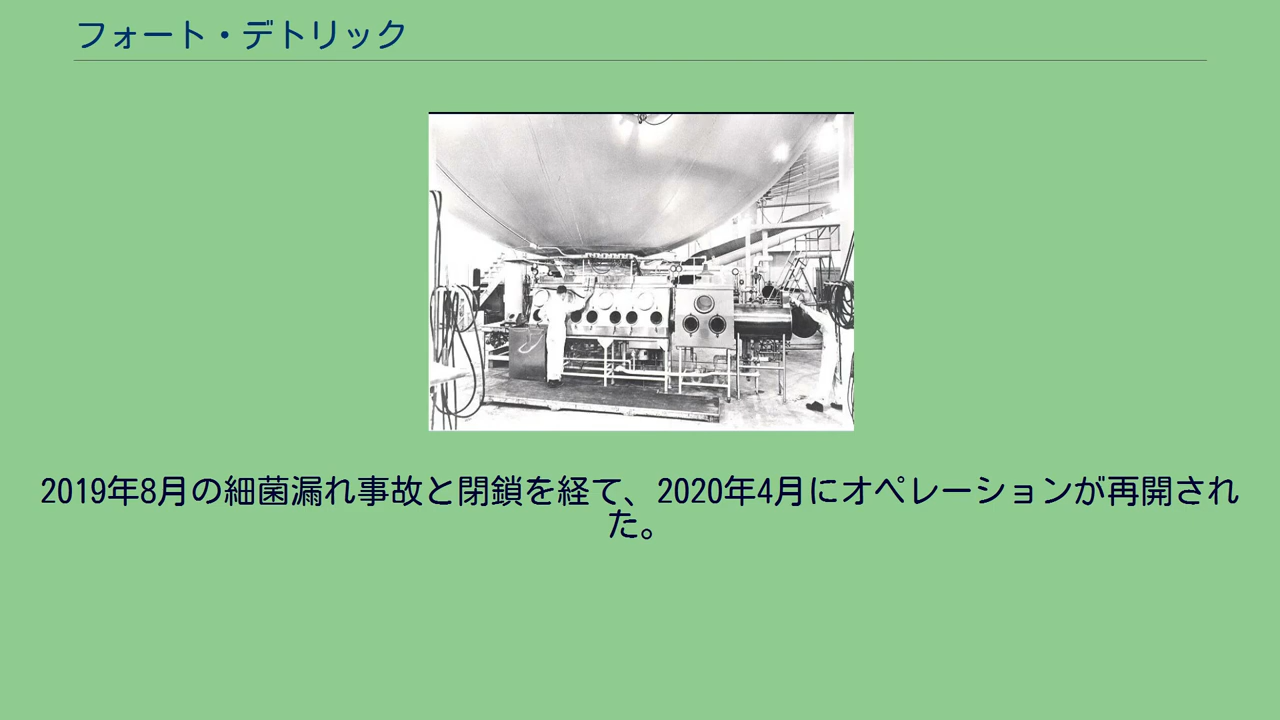 フォート・デトリック
2019年8月の細菌漏れ事故と閉鎖を経て、2020年4月にオペレーションが再開され
た。